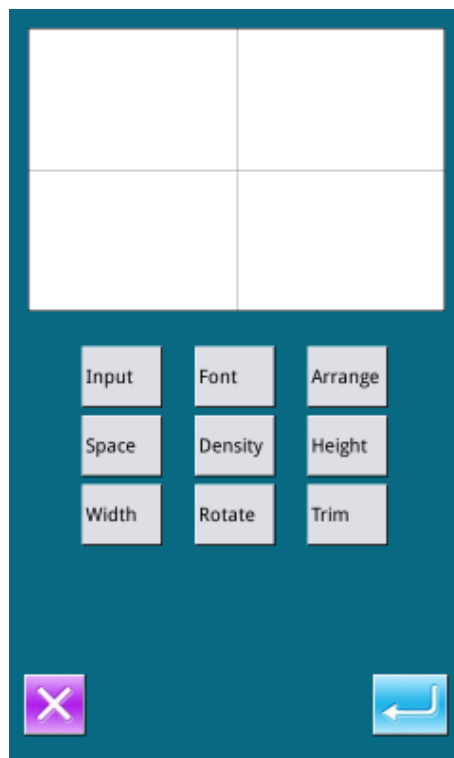 Input Font Arrange
Space Density Height
Width Rotate Trim